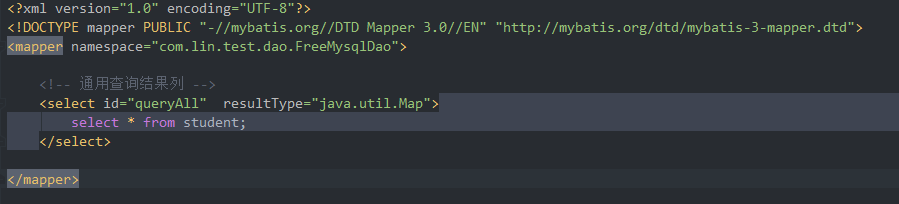 <?xml version="1.0" encoding="UTF-8"?>
<!DOCTYPE mapper PUBLIC "-//mybatis.org//DTD Mapper 3.0//EN" "http://mybatis.org/dtd/mybatis-3-mapper.dtd">
<mapper namespace="com.lin.test.dao.FreeMysqlDao">
<!-- 通用查询结果列 -->
<select id="queryAll"  resultType="java.util.Map">
select * from student;
</select>
</mapper>